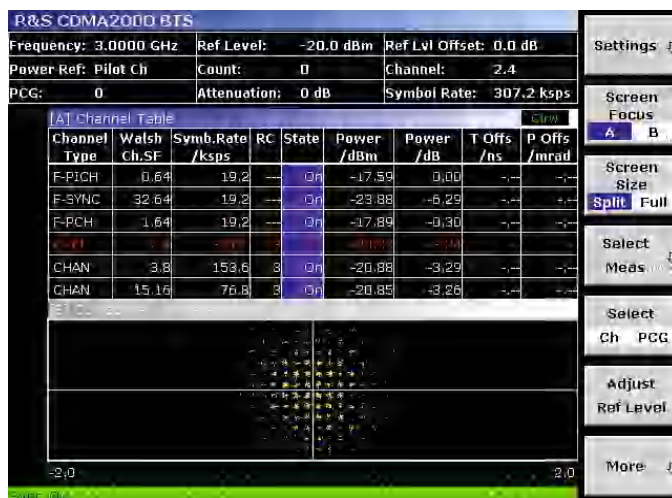 R&S CDMA2000 BTS
Frequency: 3.0000 GHz Ref Level: -20.0 dBm Ref Lvl Offset: 0.0 dB
Power Ref: Pilot Ch Count: 0 Channel: 2.4
PCG: 0 Attenuation: 0 dB Symbol Rate: 307.2 ksps
[A] Channel Table Clrw
Channel Type Walsh Ch.SF Symb.Rate /ksps RC State Power /dBm Power /dB T Offs /ns P Offs /mrad
F-PICH 0.64 19,2 --- On -17.59 0,00 -,-- -,--
F-SYNC 32.64 19,2 --- On -23.88 -6,29 -,-- -,--
F-PCH 1.64 19,2 --- On -17.89 -0,30 -,-- -,--
CHAN 3.8 153,6 3 On -20.88 -3,29 -,-- -,--
CHAN 15.16 76.8 3 On -20.85 -3,26 -,-- -,--
-2,0 2,0
Settings
Screen Focus
A B
Screen Size
Split Full
Select Meas
Select
Ch PCG
Adjust
Ref Level
More